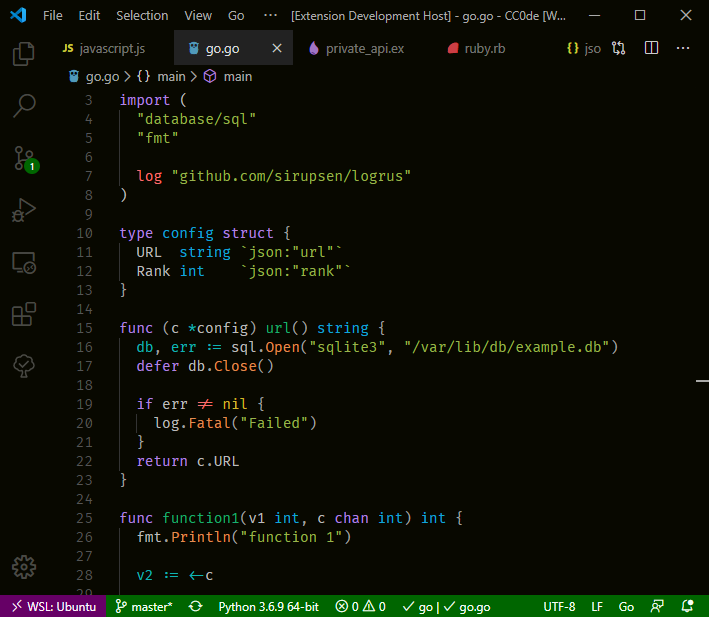 File Edit Selection View Go ··· [Extension Development Host] - go.go - CC0de [W...
JS javascript.js go.go private_api.ex ruby.rb {} jso ···
go.go > {} main > main
3 import (
4 "database/sql"
5 "fmt"
6
7 log "github.com/sirupsen/logrus"
8 )
9
10 type config struct {
11 URL string `json:"url"`
12 Rank int `json:"rank"`
13 }
14
15 func (c *config) url() string {
16 db, err := sql.Open("sqlite3", "/var/lib/db/example.db")
17 defer db.Close()
18
19 if err ≠ nil {
20 log.Fatal("Failed")
21 }
22 return c.URL
23 }
24
25 func function1(v1 int, c chan int) int {
26 fmt.Println("function 1")
27
28 v2 := ←c
29
1
WSL: Ubuntu master* Python 3.6.9 64-bit 0 0 ✓ go | ✓ go.go UTF-8 LF Go